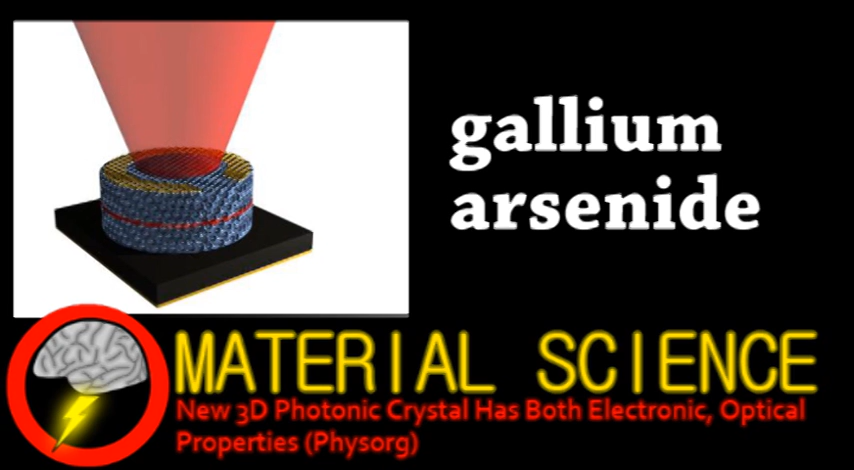 gallium
arsenide
MATERIAL SCIENCE
New 3D Photonic Crystal Has Both Electronic, Optical
Properties (Physorg)